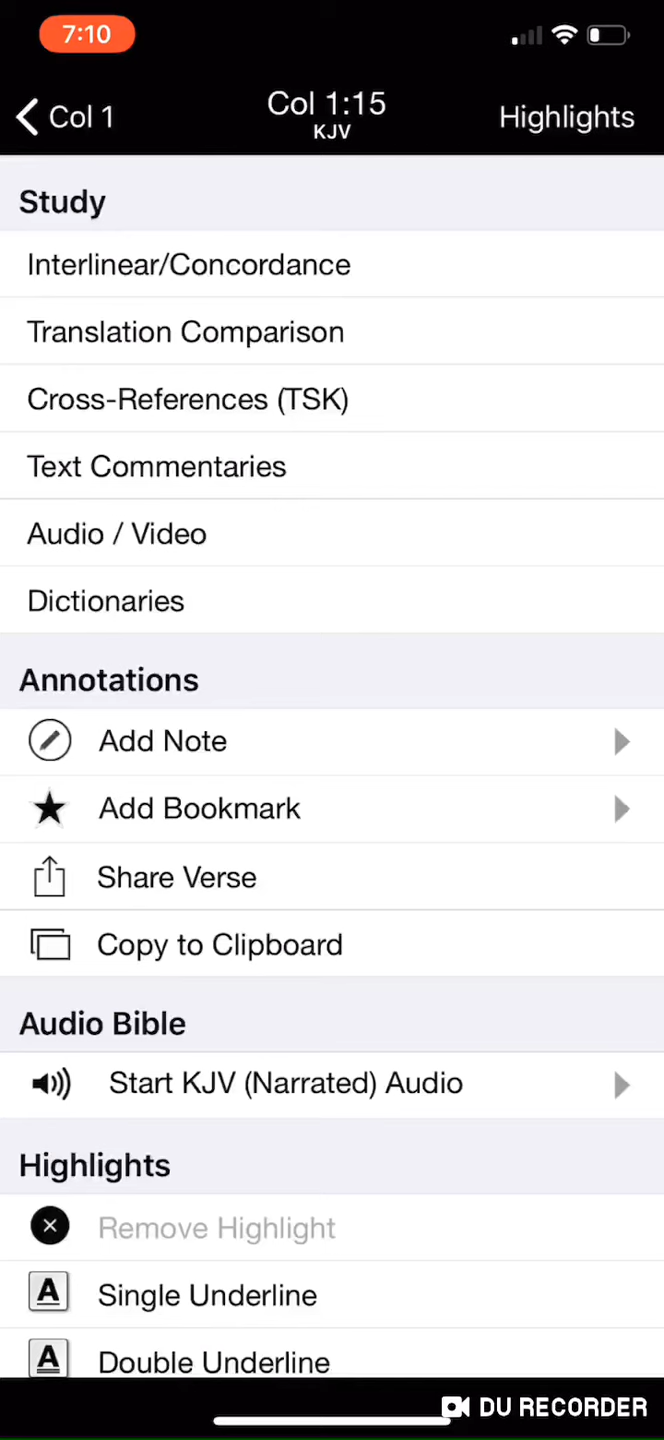 7:10
Col 1
Col 1:15
KJV
Highlights
Study
Interlinear/Concordance
Translation Comparison
Cross-References (TSK)
Text Commentaries
Audio / Video
Dictionaries
Annotations
Add Note
Add Bookmark
Share Verse
Copy to Clipboard
Audio Bible
Start KJV (Narrated) Audio
Highlights
Remove Highlight
A Single Underline
A Double Underline
DU RECORDER